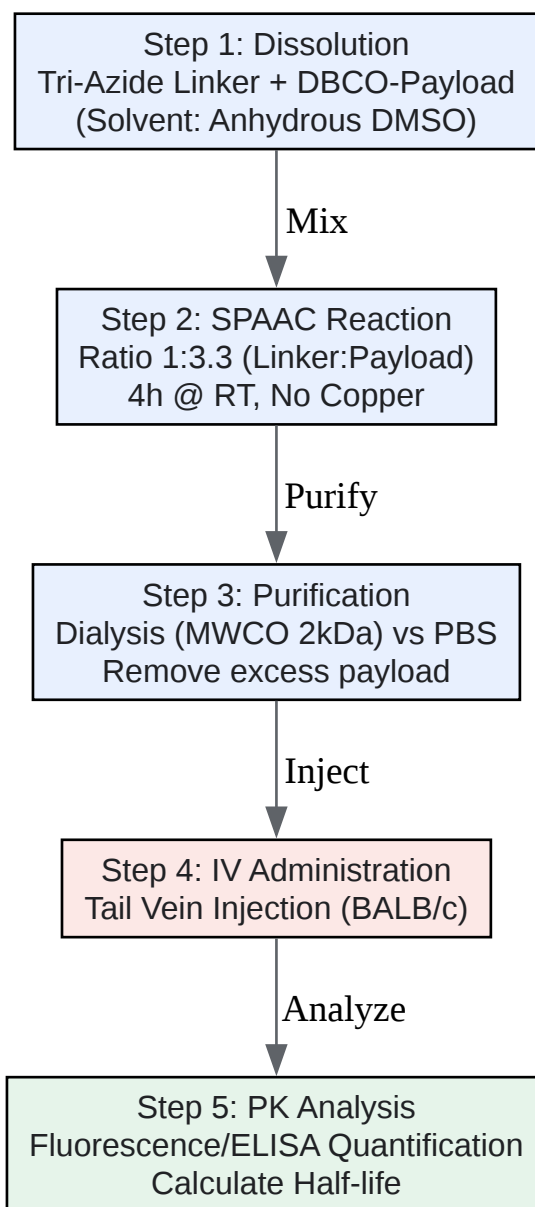 Step 1: Dissolution
Tri-Azide Linker + DBCO-Payload
(Solvent: Anhydrous DMSO)
Mix
Step 2: SPAAC Reaction
Ratio 1:3.3 (Linker:Payload)
4h @ RT, No Copper
Purify
Step 3: Purification
Dialysis (MWCO 2kDa) vs PBS
Remove excess payload
Inject
Step 4: IV Administration
Tail Vein Injection (BALB/c)
Analyze
Step 5: PK Analysis
Fluorescence/ELISA Quantification
Calculate Half-life